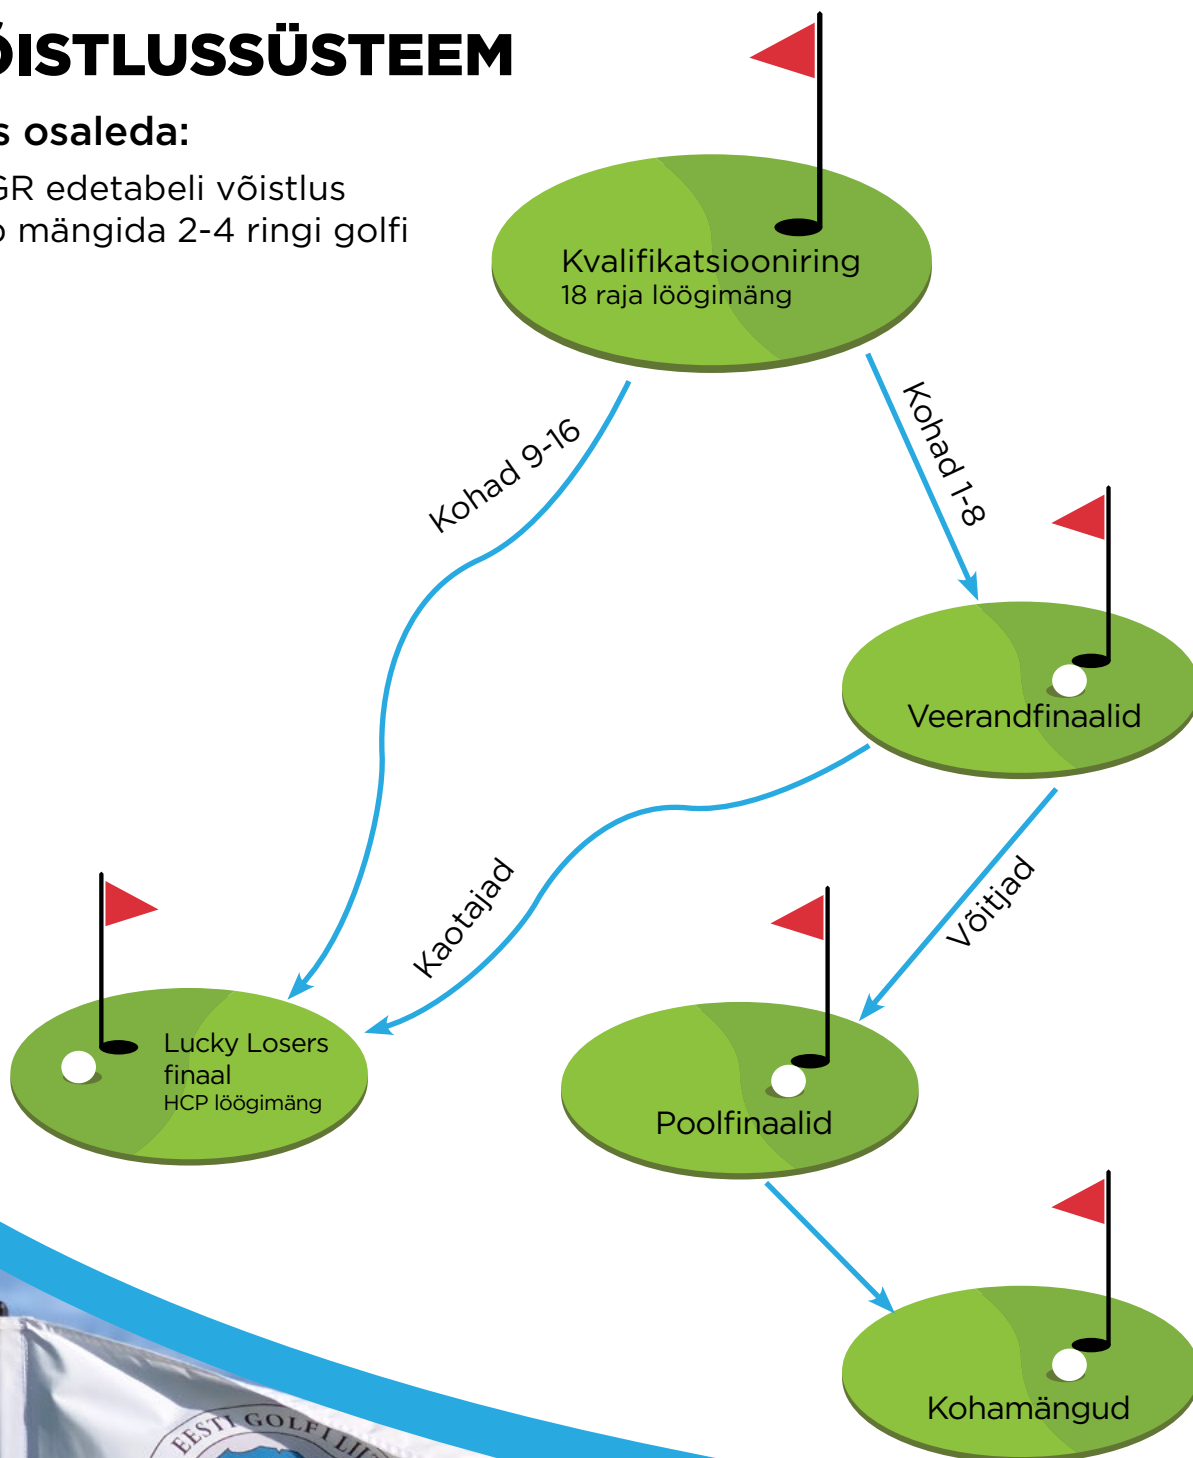 ÕISTLUSSÜSTEEM
s osaleda:
GR edetabeli võistlus
mängida 2-4 ringi golfi
Kvalifikatsiooniring
18 raja löögimäng
Kohad 9-16
Kohad 1-8
Veerandfinaalid
Kaotajad
Võitjad
Lucky Losers
finaal
HCP löögimäng
Poolfinaalid
Kohamängud
EESTI GOLFI